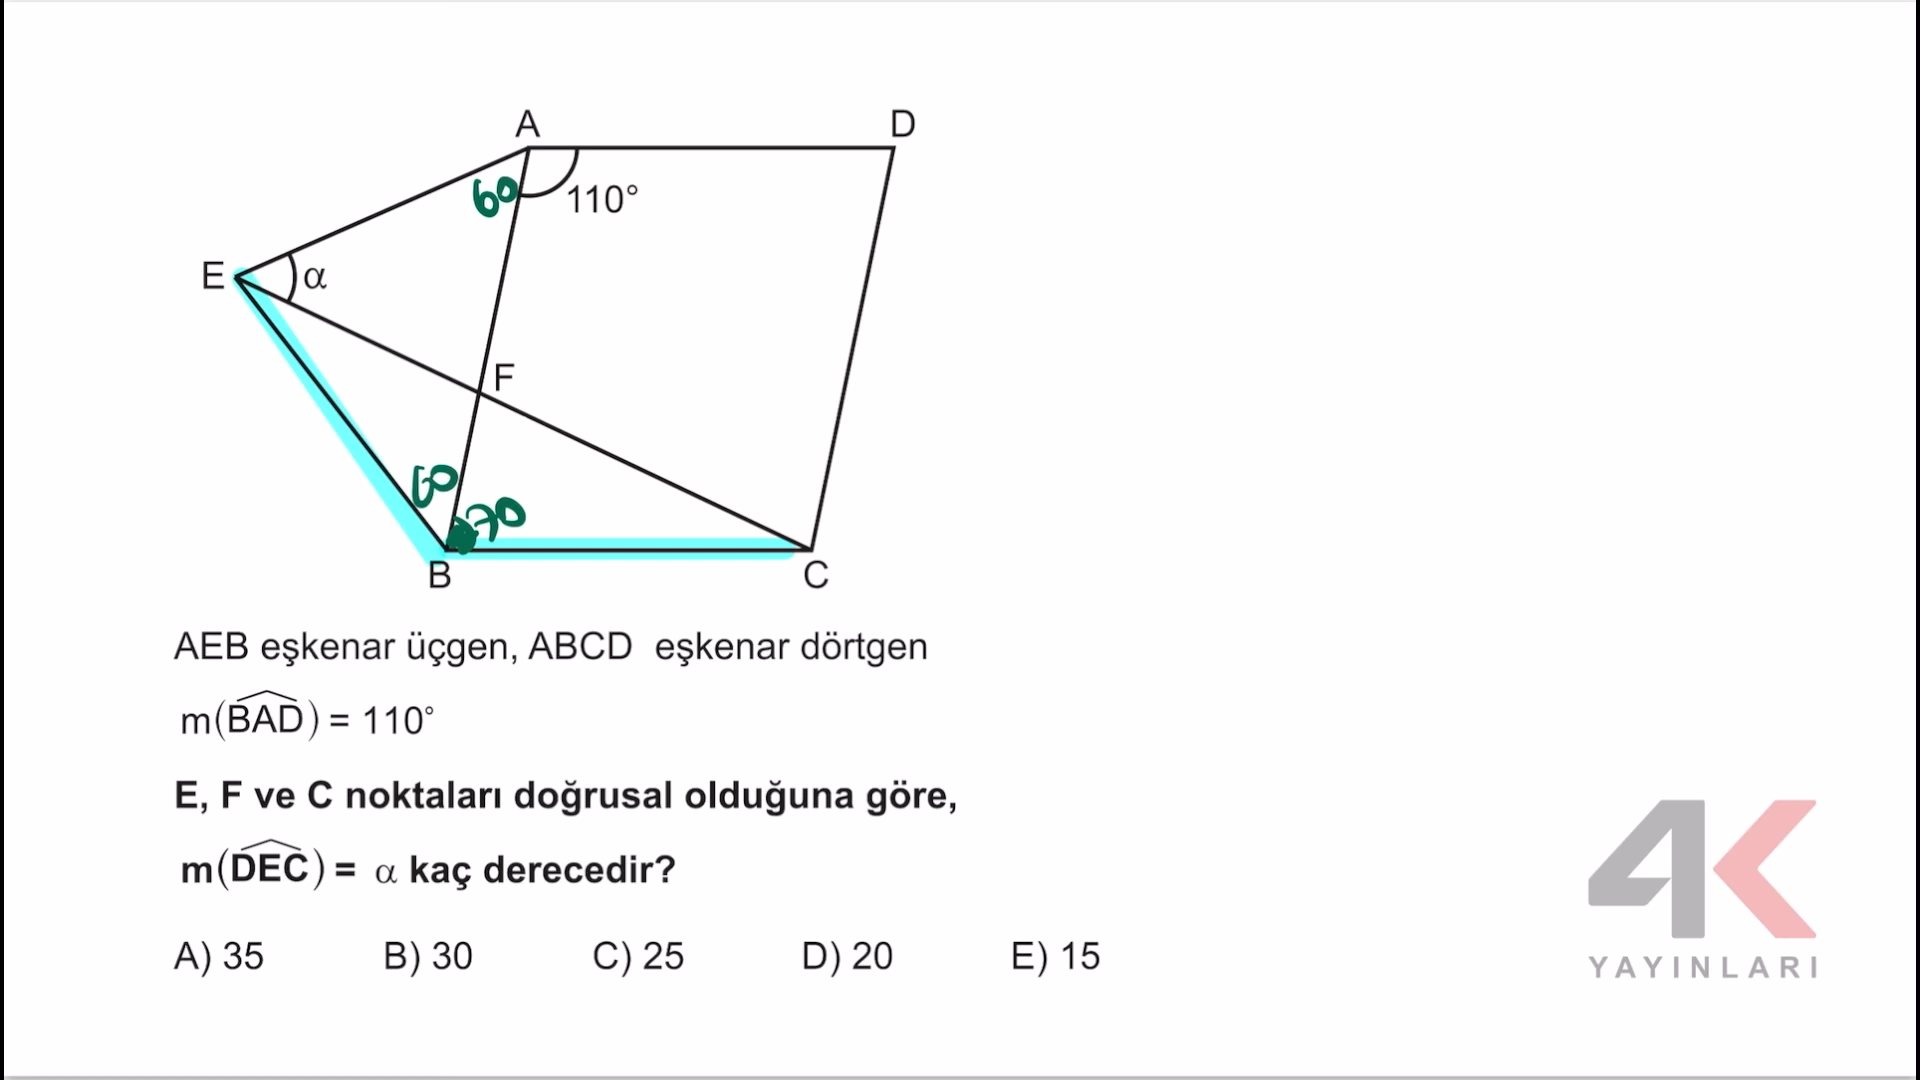 A D
60 110°
E α
F
60 70
B C
AEB eşkenar üçgen, ABCD eşkenar dörtgen
m(BAD) = 110°
E, F ve C noktaları doğrusal olduğuna göre,
m(DEC) = α kaç derecedir?
A) 35 B) 30 C) 25 D) 20 E) 15
4K
YAYINLARI